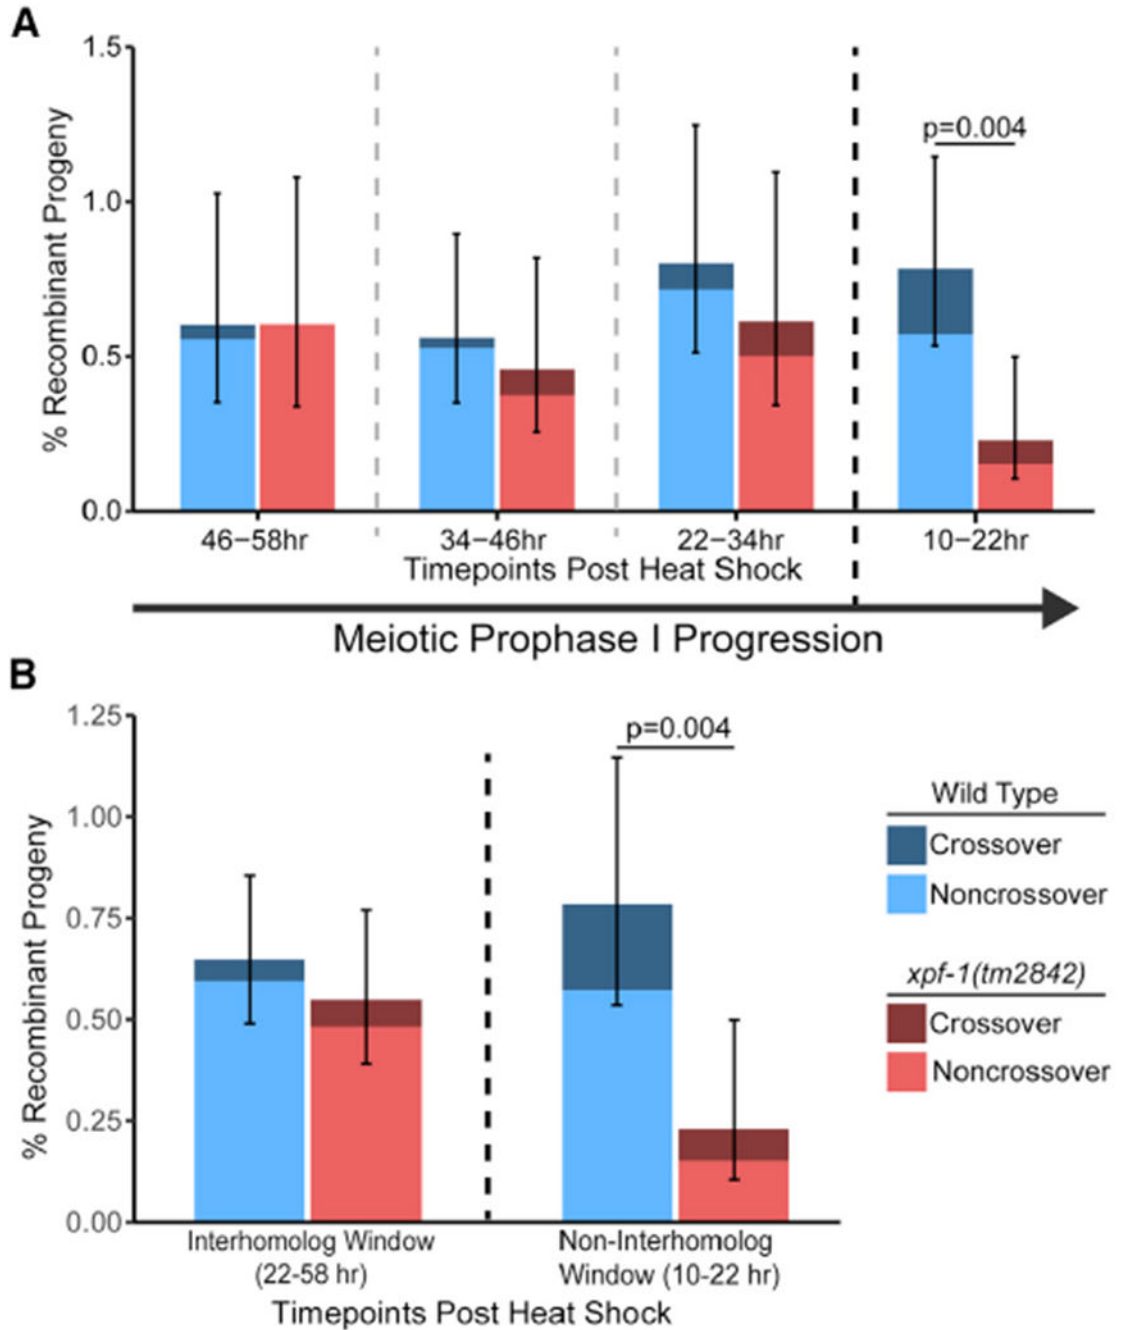 A
1.5
1.0
0.5
0.0
% Recombinant Progeny
p=0.004
46–58hr
34–46hr
22–34hr
10–22hr
Timepoints Post Heat Shock
Meiotic Prophase I Progression
B
1.25
1.00
0.75
0.50
0.25
0.00
% Recombinant Progeny
p=0.004
Interhomolog Window
(22-58 hr)
Non-Interhomolog
Window (10-22 hr)
Timepoints Post Heat Shock
Wild Type
Crossover
Noncrossover
xpf-1(tm2842)
Crossover
Noncrossover